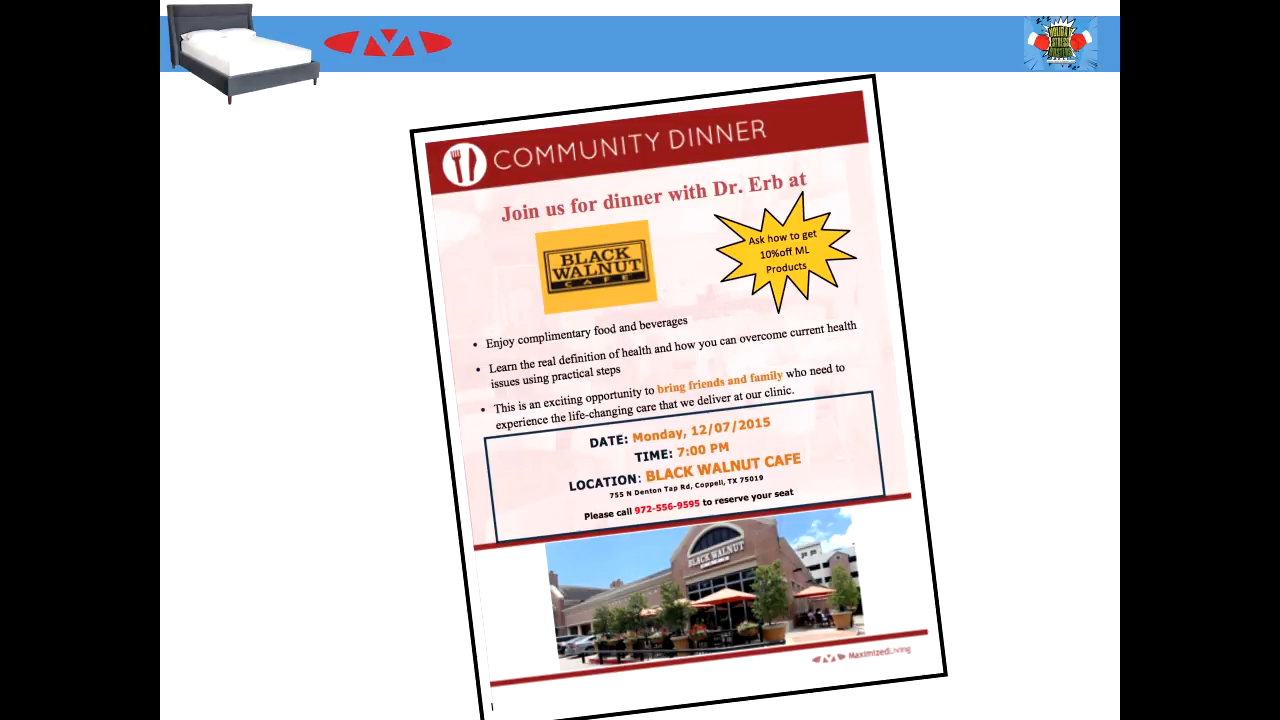 HOLIDAY
STRESS
COMMUNITY DINNER
Join us for dinner with Dr. Erb at
BLACK
WALNUT
CAFE
Ask how to get
10%off ML
Products
• Enjoy complimentary food and beverages
• Learn the real definition of health and how you can overcome current health
issues using practical steps
• This is an exciting opportunity to bring friends and family who need to
experience the life-changing care that we deliver at our clinic.
DATE: Monday, 12/07/2015
TIME: 7:00 PM
LOCATION: BLACK WALNUT CAFE
755 N Denton Tap Rd, Coppell, TX 75019
Please call 972-556-9595 to reserve your seat
BLACK WALNUT
MaximizedLiving